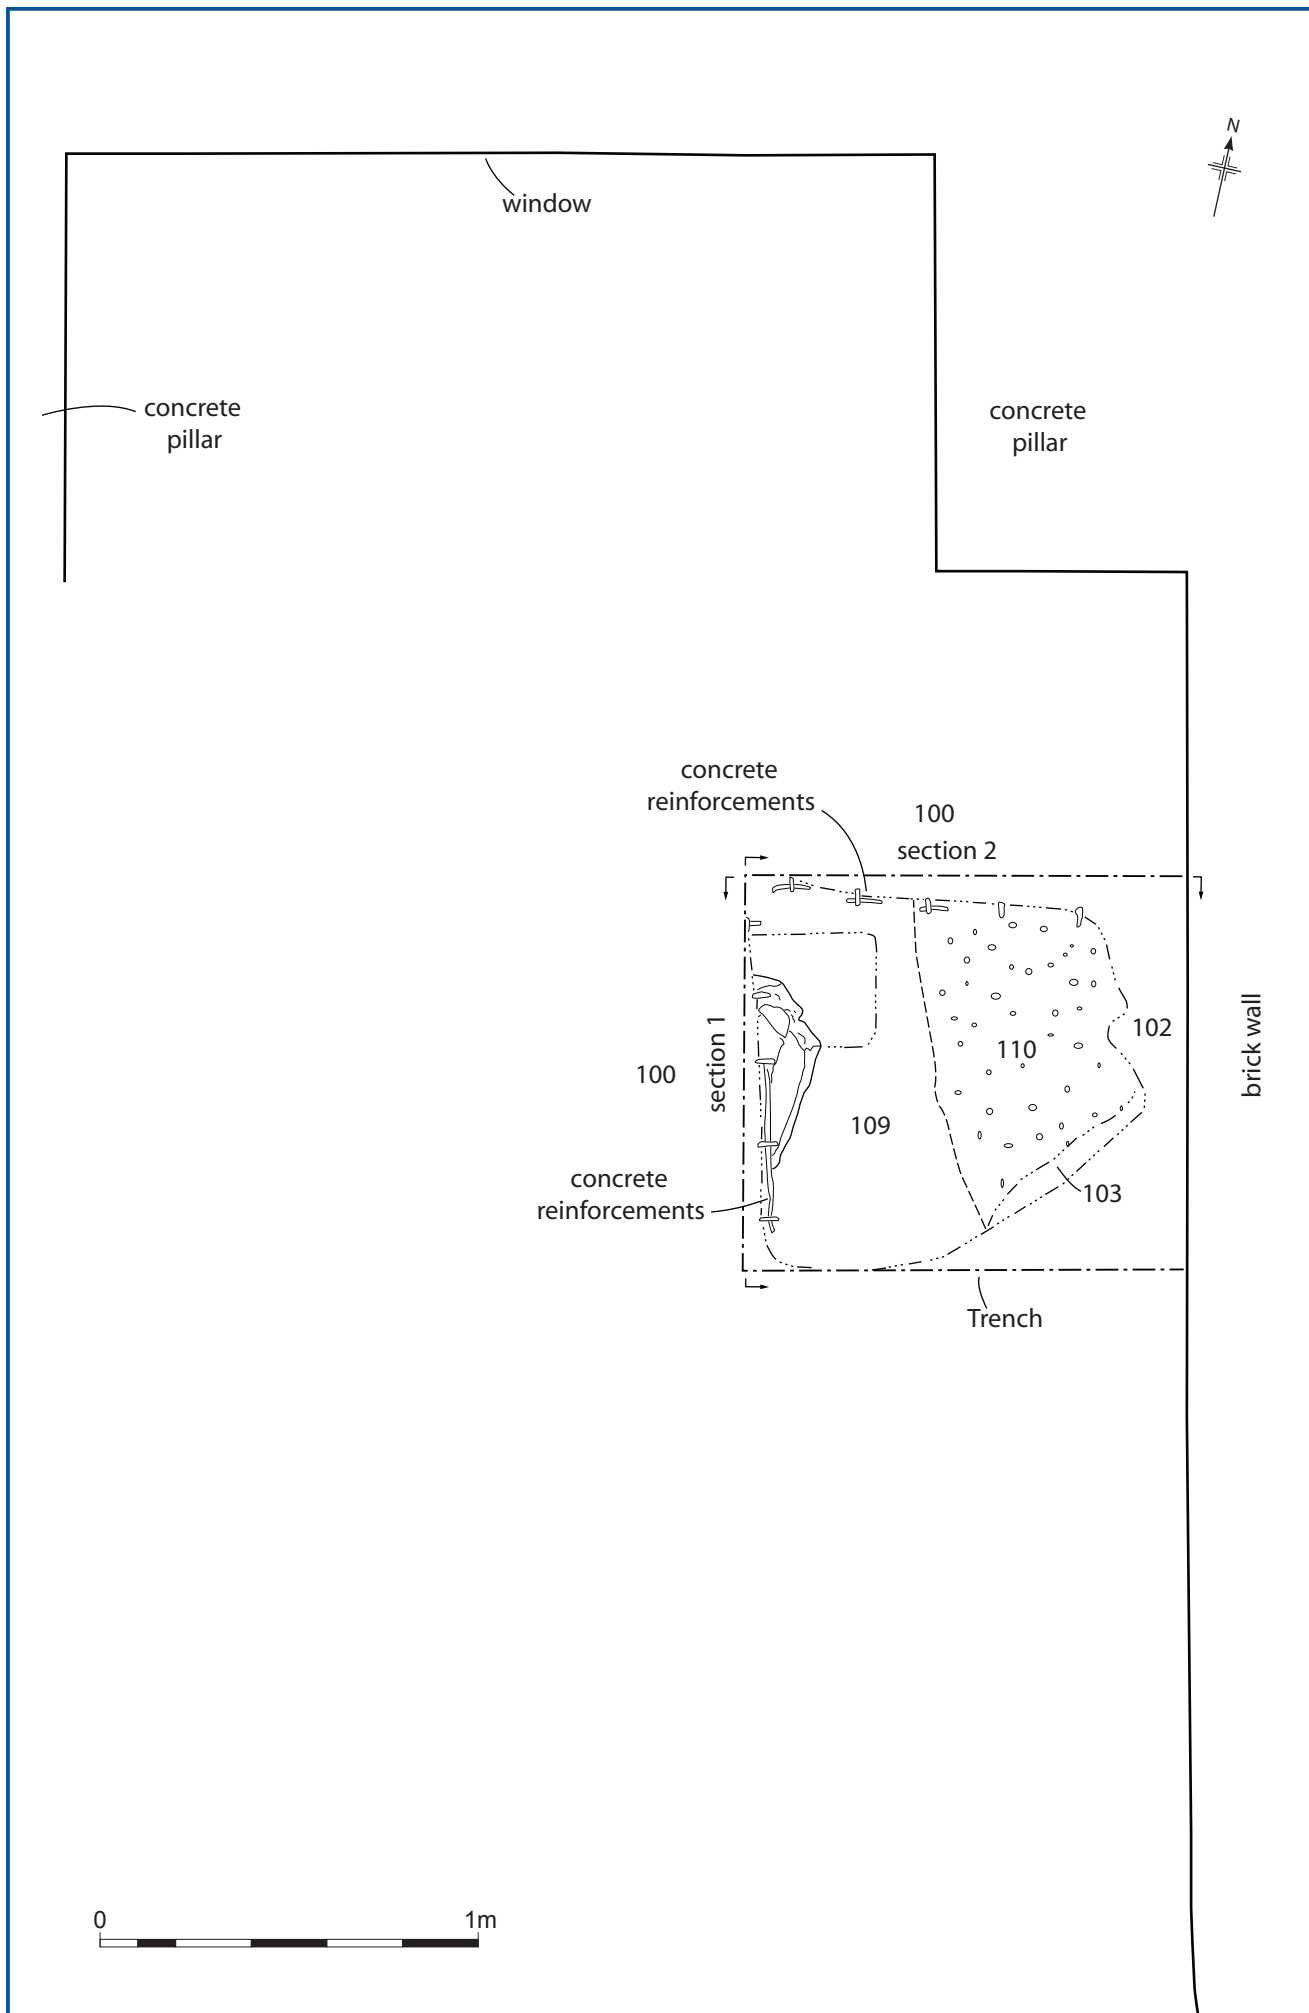 N
window
concrete
pillar
concrete
pillar
concrete
reinforcements
100
section 2
102
brick wall
110
section 1
100
109
concrete
reinforcements
103
Trench
0
1m